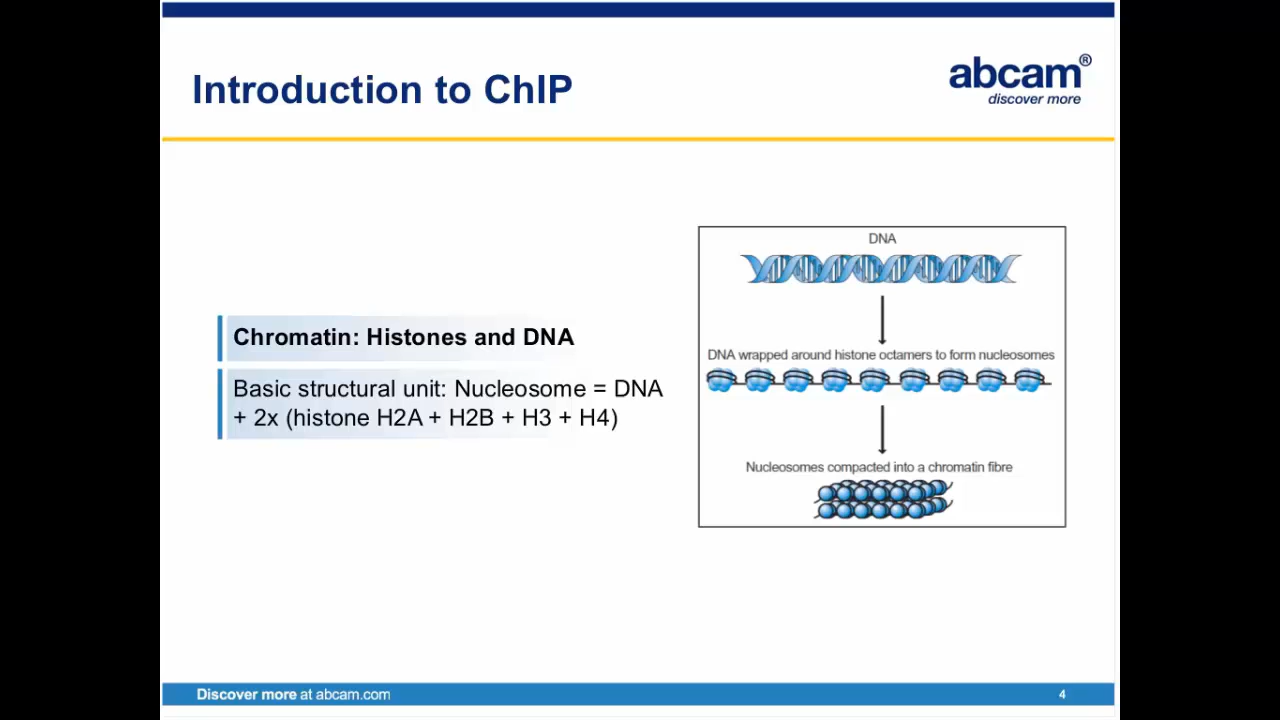 Introduction to ChIP
abcam®
discover more
Chromatin: Histones and DNA
Basic structural unit: Nucleosome = DNA
+ 2x (histone H2A + H2B + H3 + H4)
DNA
DNA wrapped around histone octamers to form nucleosomes
Nucleosomes compacted into a chromatin fibre
Discover more at abcam.com
4